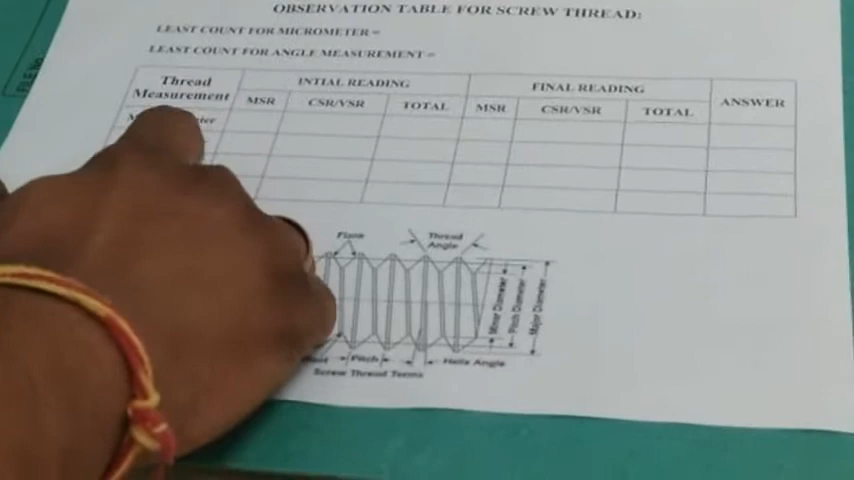 OBSERVATION TABLE FOR SCREW THREAD:
LEAST COUNT FOR MICROMETER =
LEAST COUNT FOR ANGLE MEASUREMENT =
Thread Measurement
INTIAL READING
FINAL READING
ANSWER
MSR
CSR/VSR
TOTAL
MSR
CSR/VSR
TOTAL
Thread
Angle
Minor Diameter
Pitch Diameter
Major Diameter
Pitch
Helix Angle
Screw Thread Terms